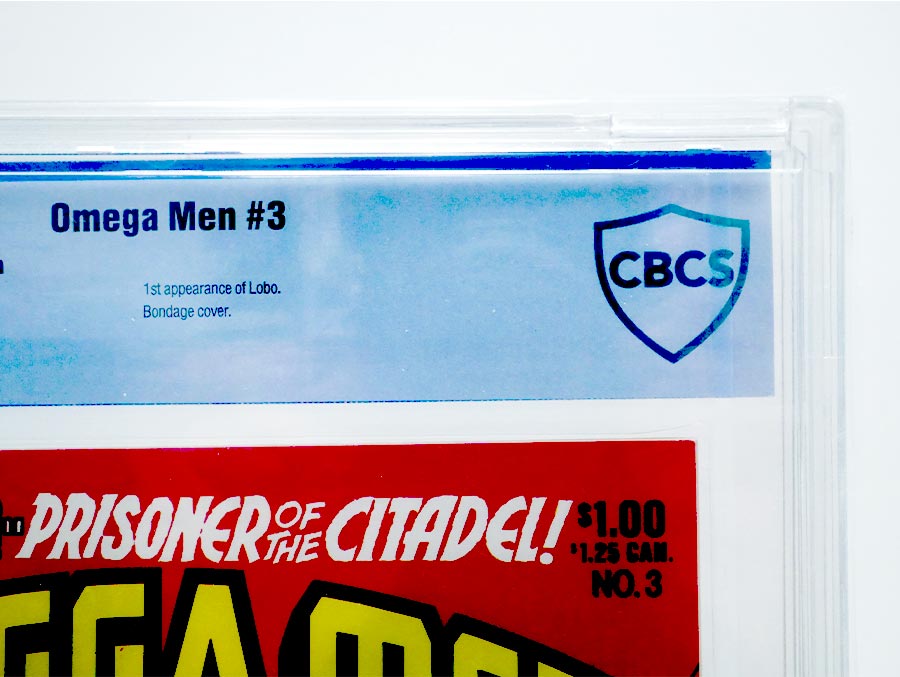 Omega Men #3
CBCS
1st appearance of Lobo.
Bondage cover.
PRISONER OF THE CITADEL!
$1.00
$1.25 CAN.
NO. 3